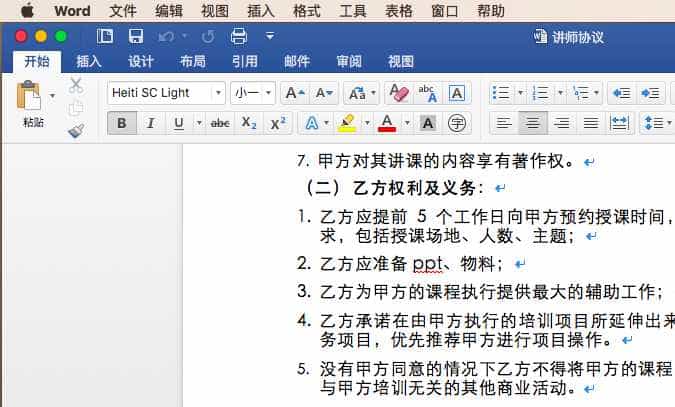 Word 文件 编辑 视图 插入 格式 工具 表格 窗口 帮助
讲师协议
开始 插入 设计 布局 引用 邮件 审阅 视图
粘贴 Heiti SC Light 小一 A A Aa A abc A A
B I U abc X₂ X² A A A 字
7. 甲方对其讲课的内容享有著作权。
（二）乙方权利及义务：
1. 乙方应提前 5 个工作日向甲方预约授课时间，
求，包括授课场地、人数、主题；
2. 乙方应准备 ppt、物料；
3. 乙方为甲方的课程执行提供最大的辅助工作；
4. 乙方承诺在由甲方执行的培训项目所延伸出来
务项目，优先推荐甲方进行项目操作。
5. 没有甲方同意的情况下乙方不得将甲方的课程
与甲方培训无关的其他商业活动。